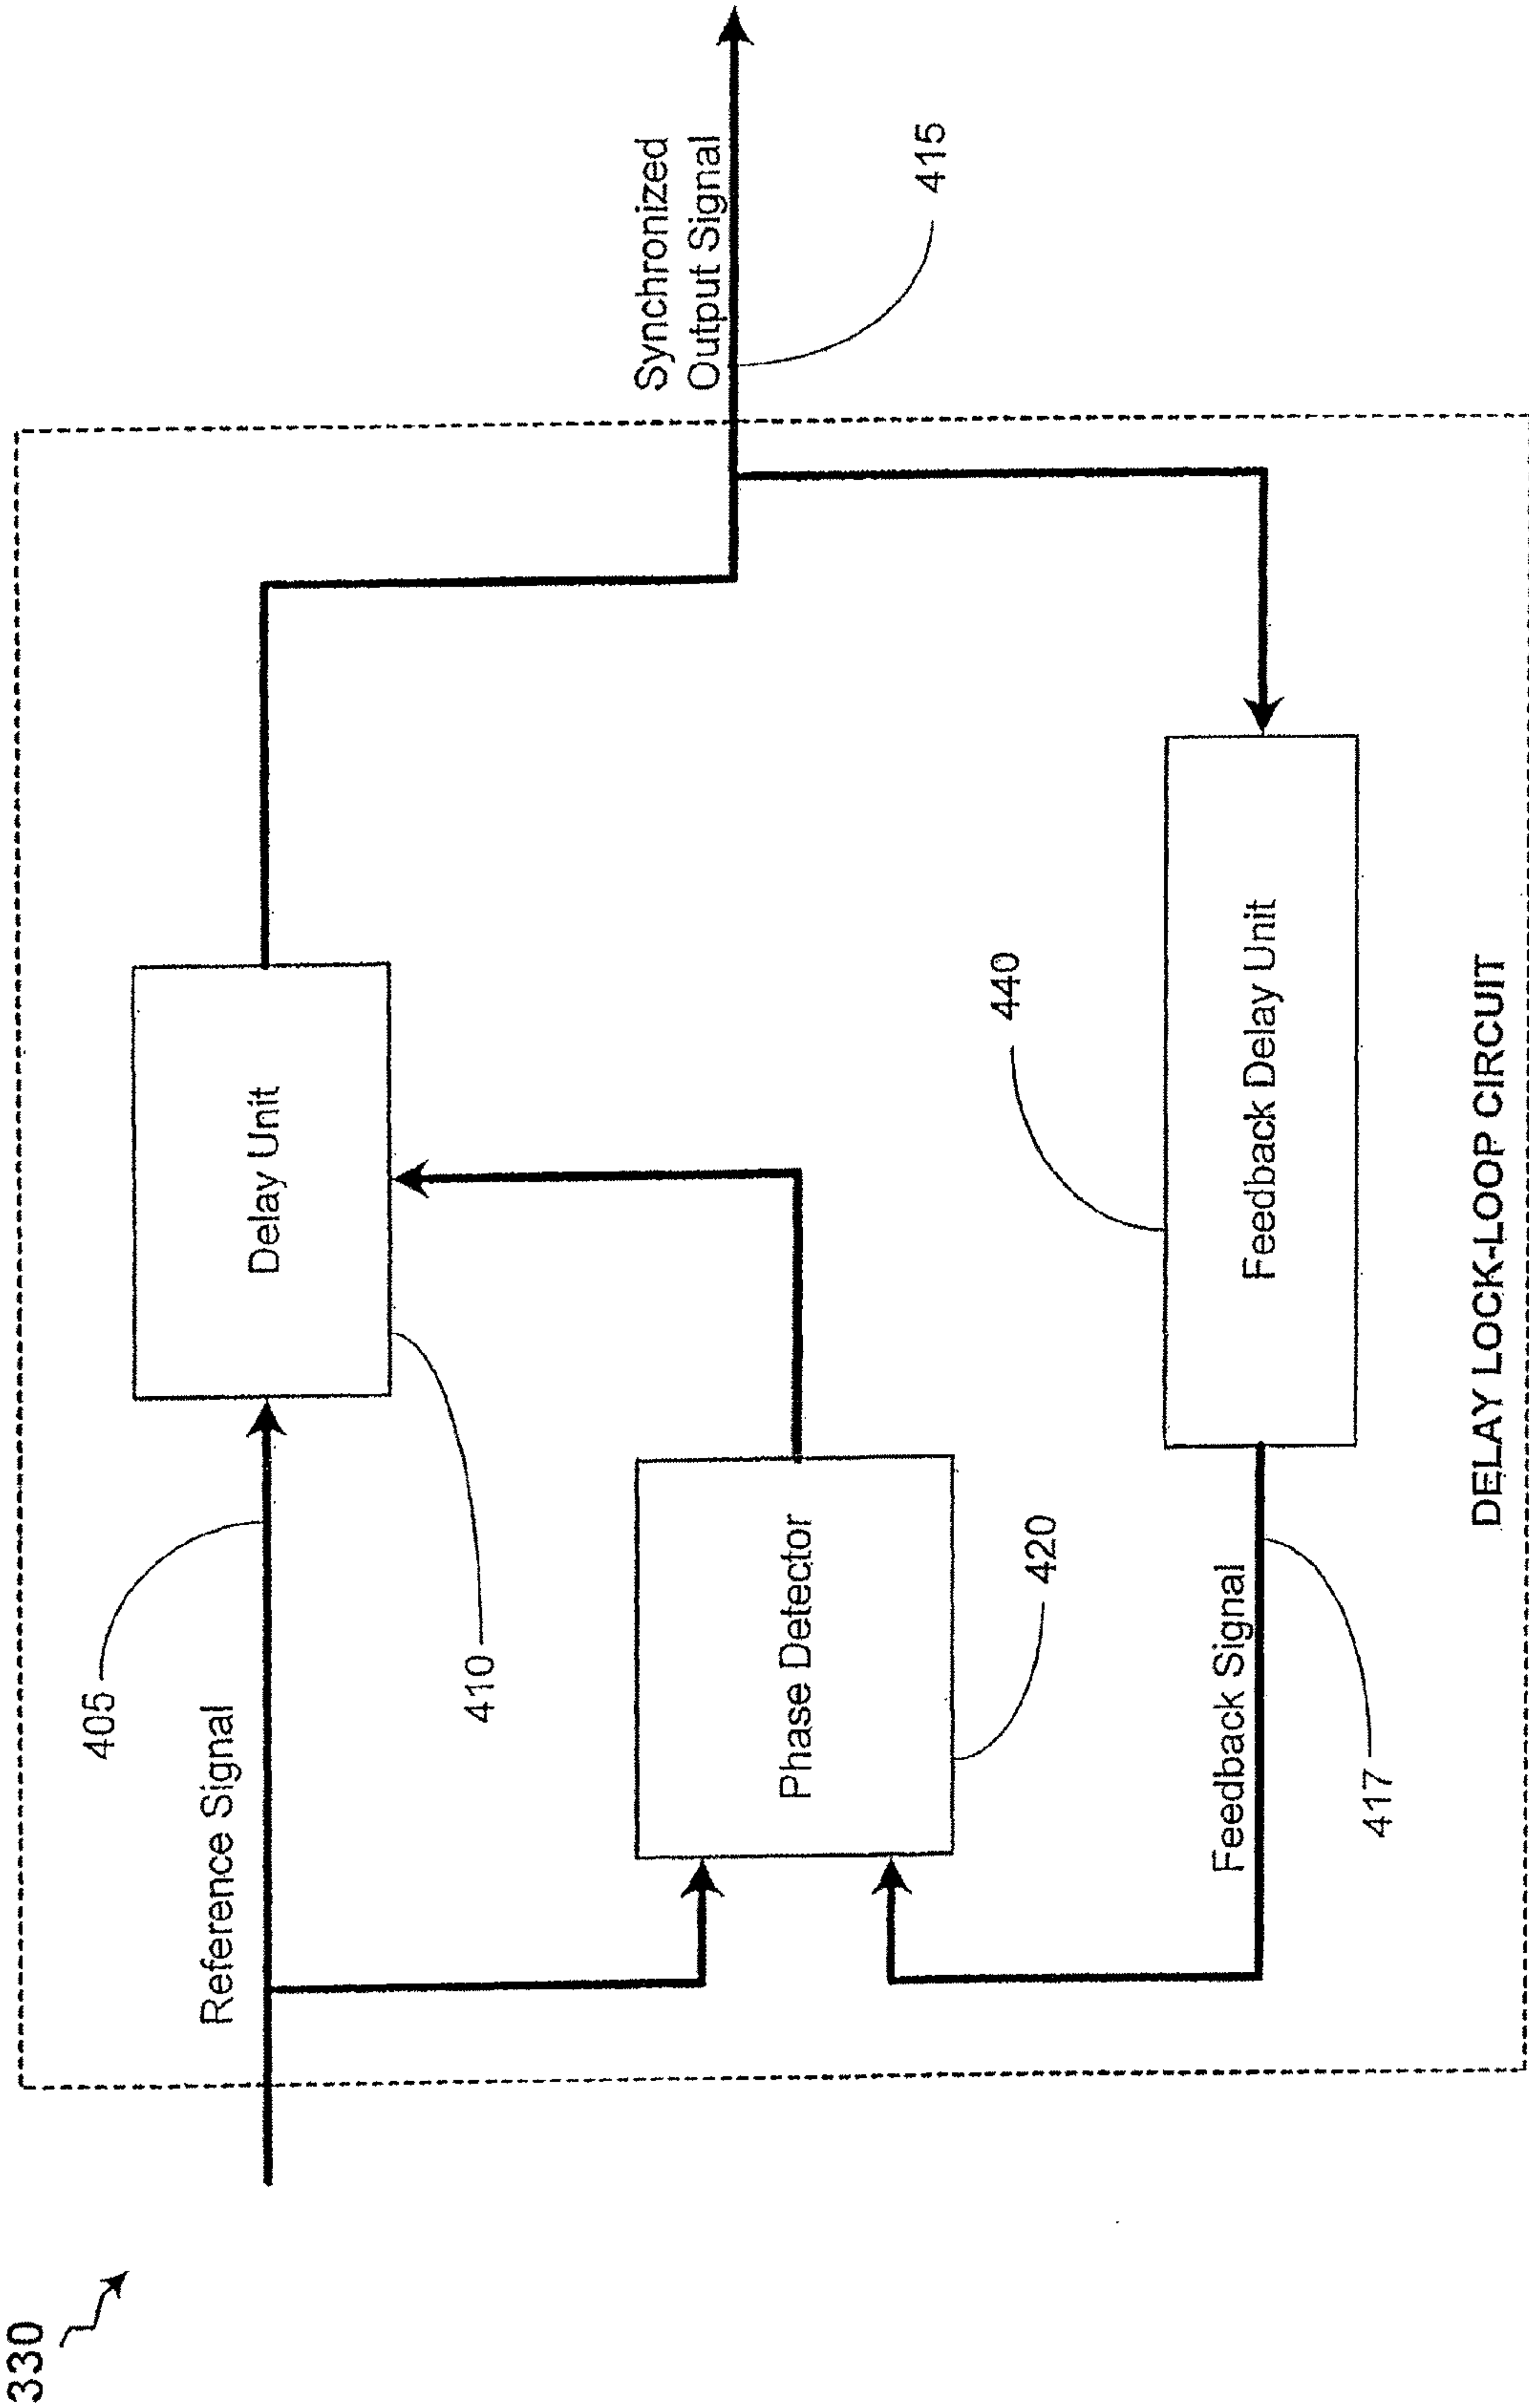 330
405
Reference Signal
Delay Unit
410
Synchronized
Output Signal
415
Phase Detector
420
440
Feedback Signal
Feedback Delay Unit
417
DELAY LOCK-LOOP CIRCUIT